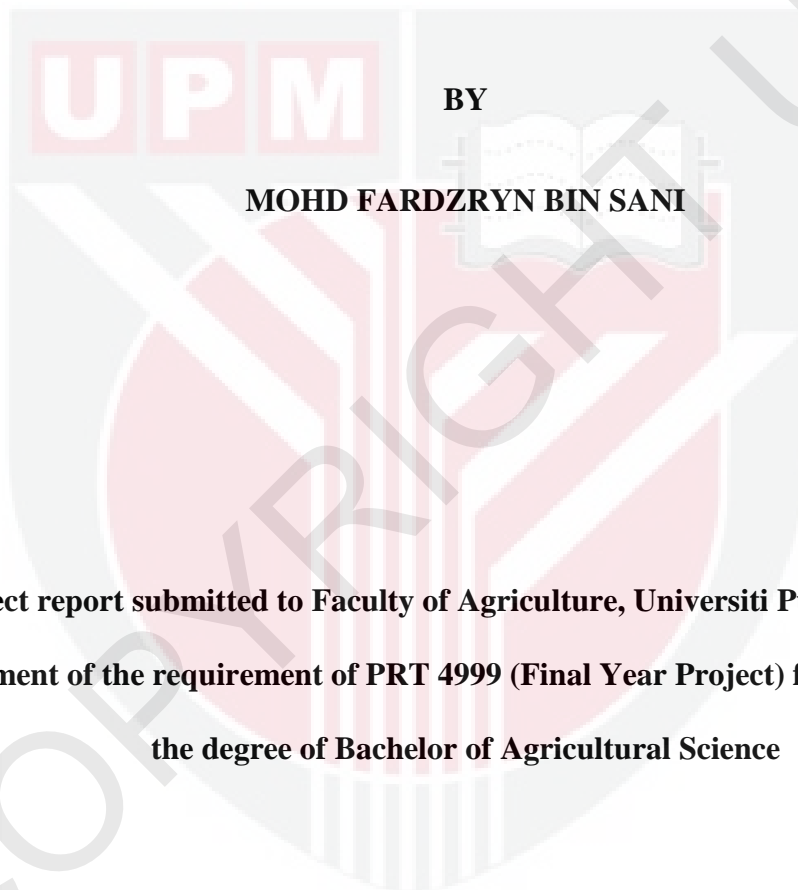 UPM
BY
MOHD FARDZRYN BIN SANI
ect report submitted to Faculty of Agriculture, Universiti P
ment of the requirement of PRT 4999 (Final Year Project) f
the degree of Bachelor of Agricultural Science
COPYRIGHT U